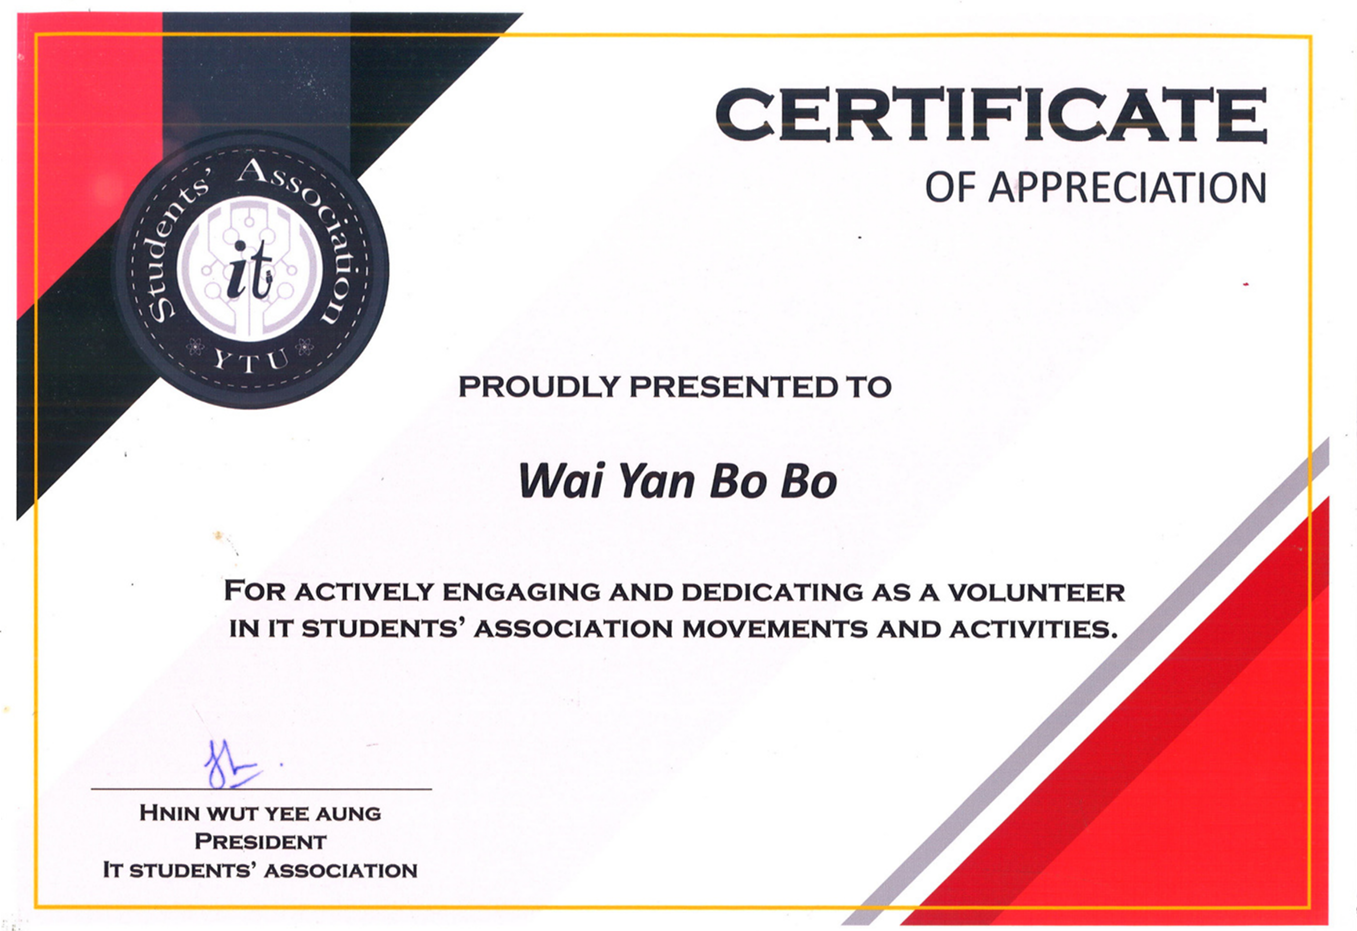 CERTIFICATE
OF APPRECIATION
Students' Association
it
YTU
PROUDLY PRESENTED TO
Wai Yan Bo Bo
FOR ACTIVELY ENGAGING AND DEDICATING AS A VOLUNTEER
IN IT STUDENTS' ASSOCIATION MOVEMENTS AND ACTIVITIES.
HNIN WUT YEE AUNG
PRESIDENT
IT STUDENTS' ASSOCIATION